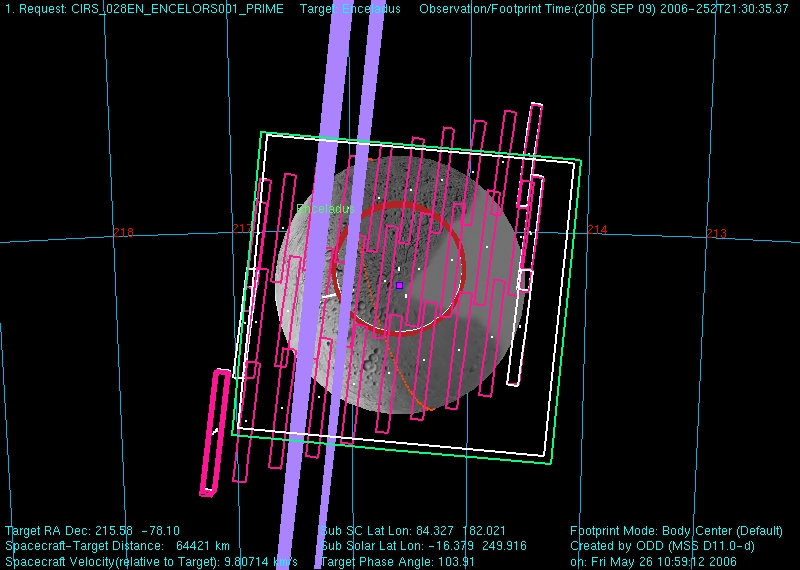 1. Request: CIRS_028EN_ENCELORS001_PRIME Target: Enceladus Observation/Footprint Time:(2006 SEP 09) 2006-252T21:30:35.37
Enceladus
218 217 214 213
Target RA Dec: 215.58 -78.10 Sub SC Lat Lon: 84.327 182.021 Footprint Mode: Body Center (Default)
Spacecraft-Target Distance: 64421 km Sub Solar Lat Lon: -16.379 249.916 Created by ODD (MSS D11.0-d)
Spacecraft Velocity(relative to Target): 9.80714 km/s Target Phase Angle: 103.91 on: Fri May 26 10:59:12 2006